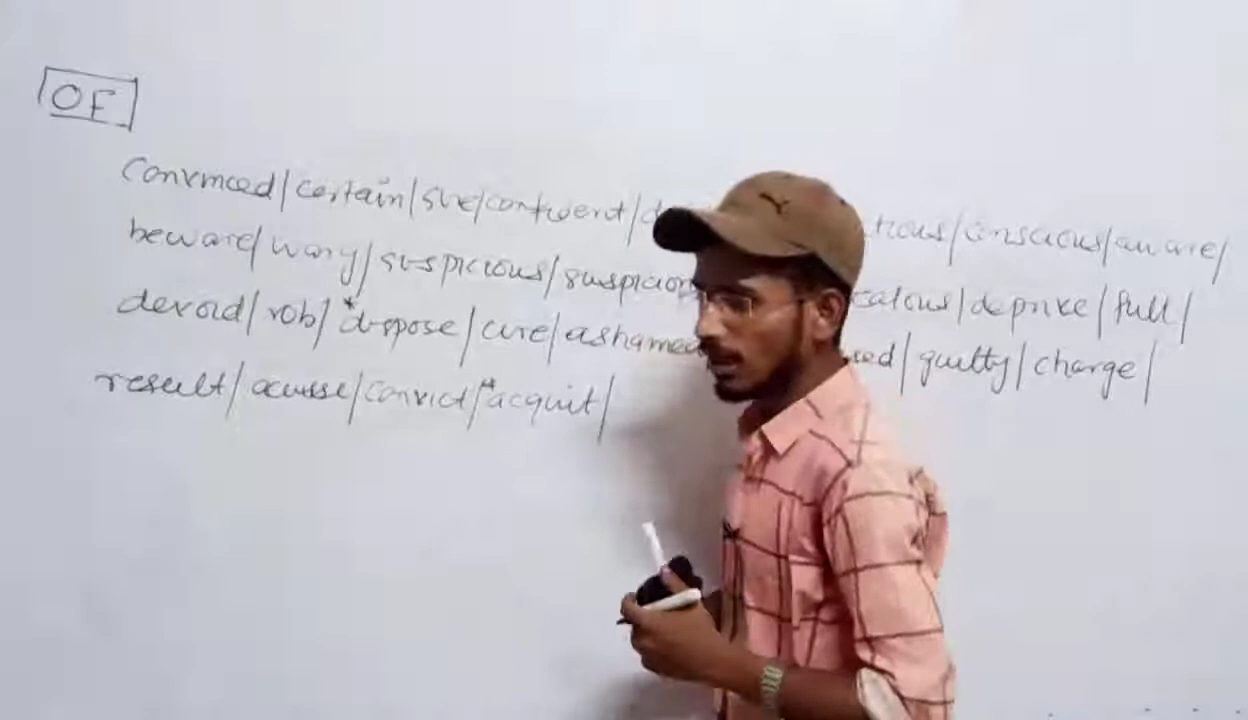 OF
Convinced/certain/sure/confident/ /conscious/aware/
beware/wary/suspicious/suspicion /deprive/full/
devoid/rob/*dispose/cure/ashamed /guilty/charge/
result/acusse/convict/*acquit/